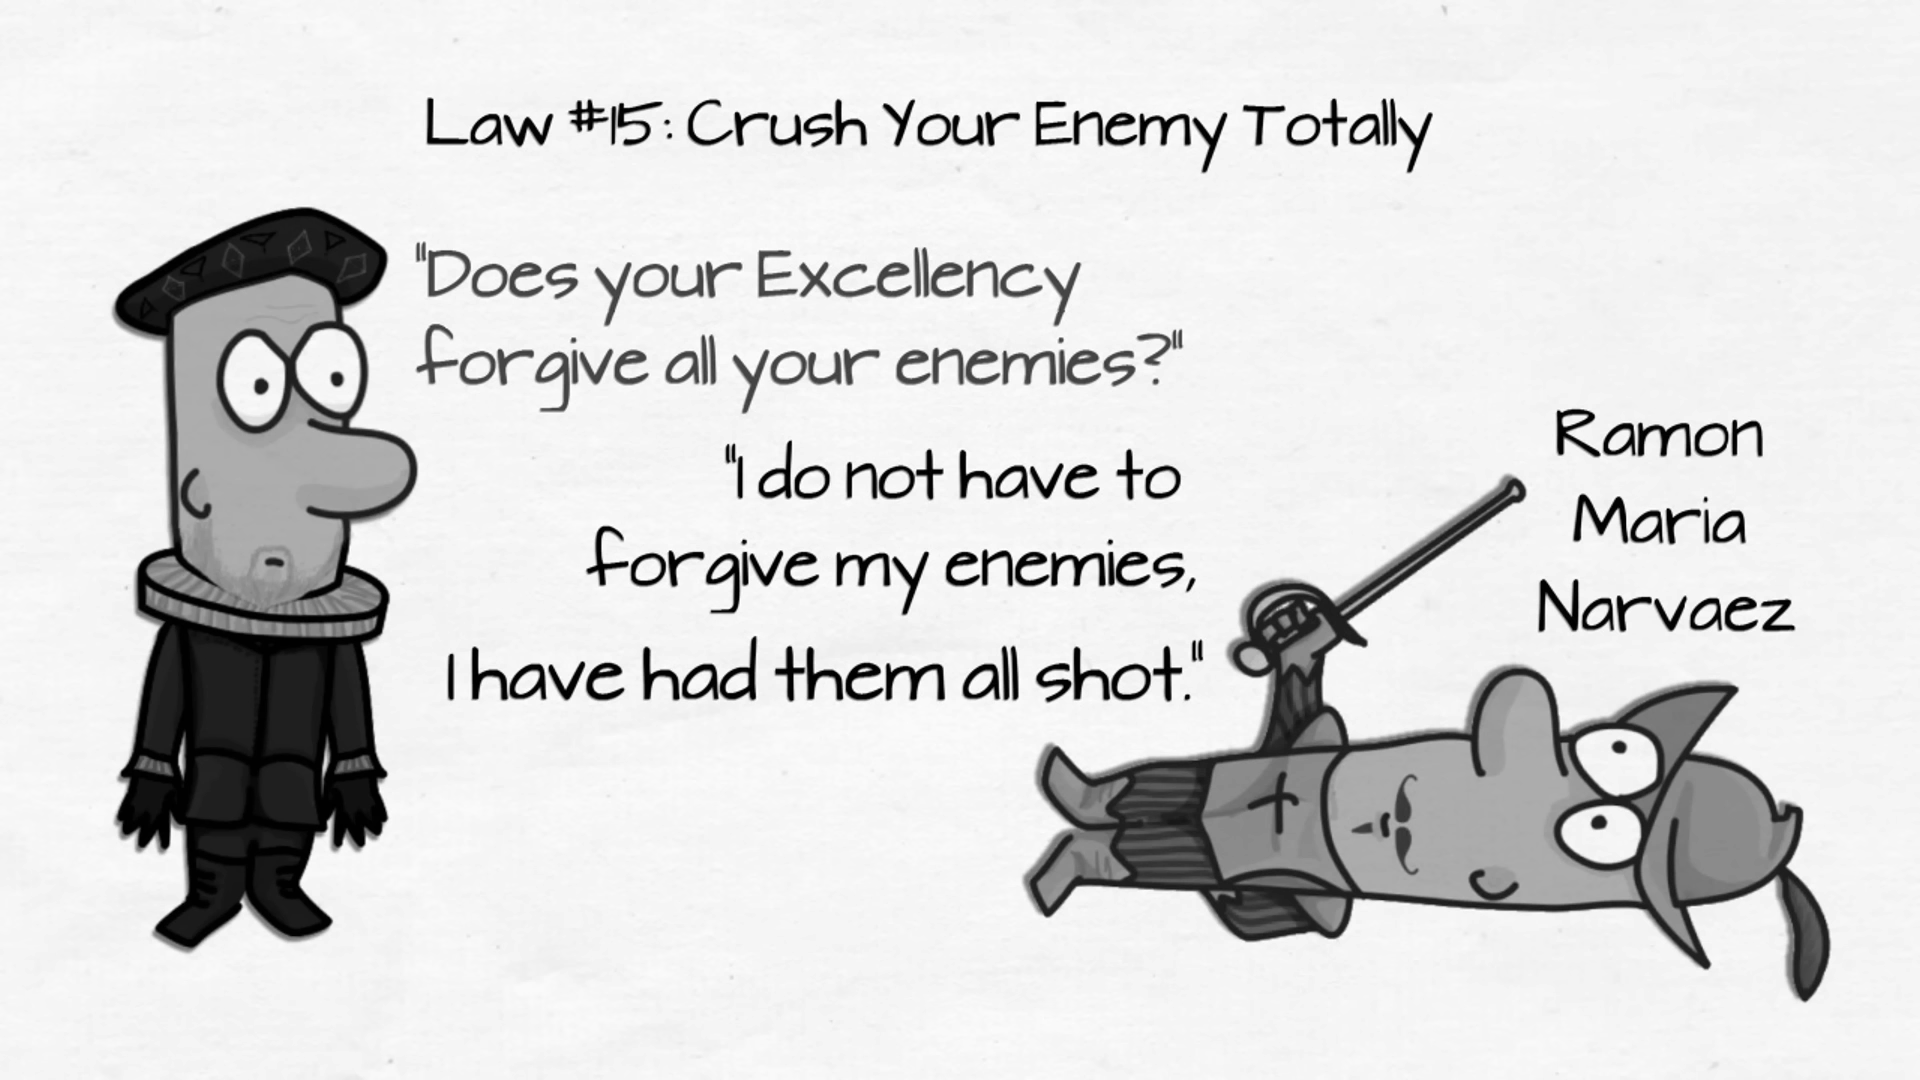 Law #15: Crush Your Enemy Totally
"Does your Excellency
forgive all your enemies?"
"I do not have to
forgive my enemies,
I have had them all shot."
Ramon
Maria
Narvaez